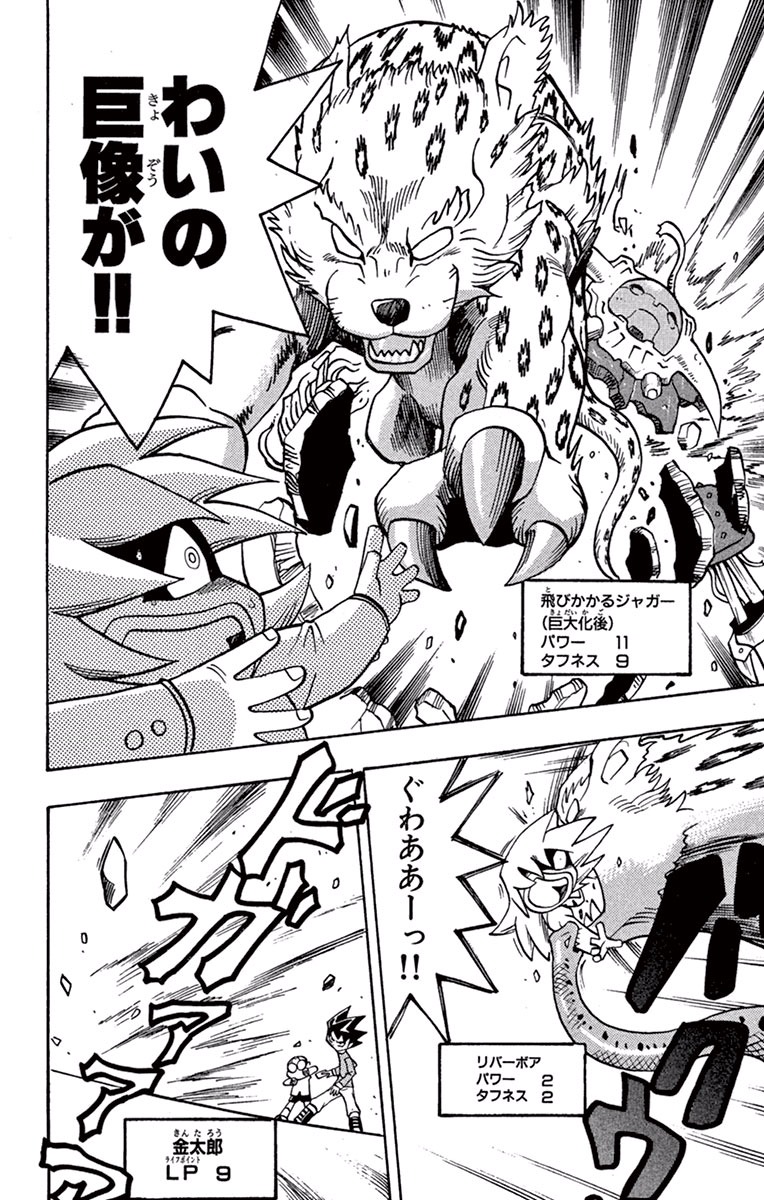 わいの
巨像が!!
飛びかかるジャガー
(巨大化後)
パワー 11
タフネス 9
ぐわああーっ!!
リバーボア
パワー 2
タフネス 2
ドガアアア
金太郎
LP 9